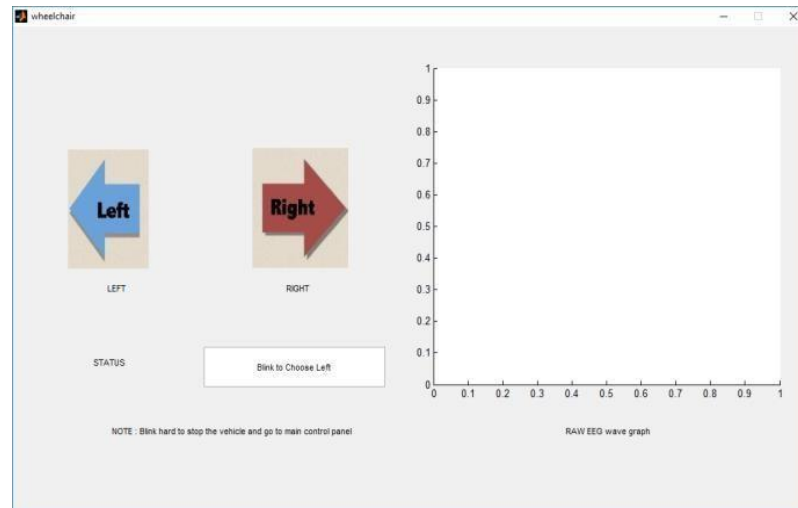 wheelchair
Left
Right
LEFT
RIGHT
STATUS
Blink to Choose Left
NOTE : Blink hard to stop the vehicle and go to main control panel
1
0.9
0.8
0.7
0.6
0.5
0.4
0.3
0.2
0.1
0
0 0.1 0.2 0.3 0.4 0.5 0.6 0.7 0.8 0.9 1
RAW EEG wave graph